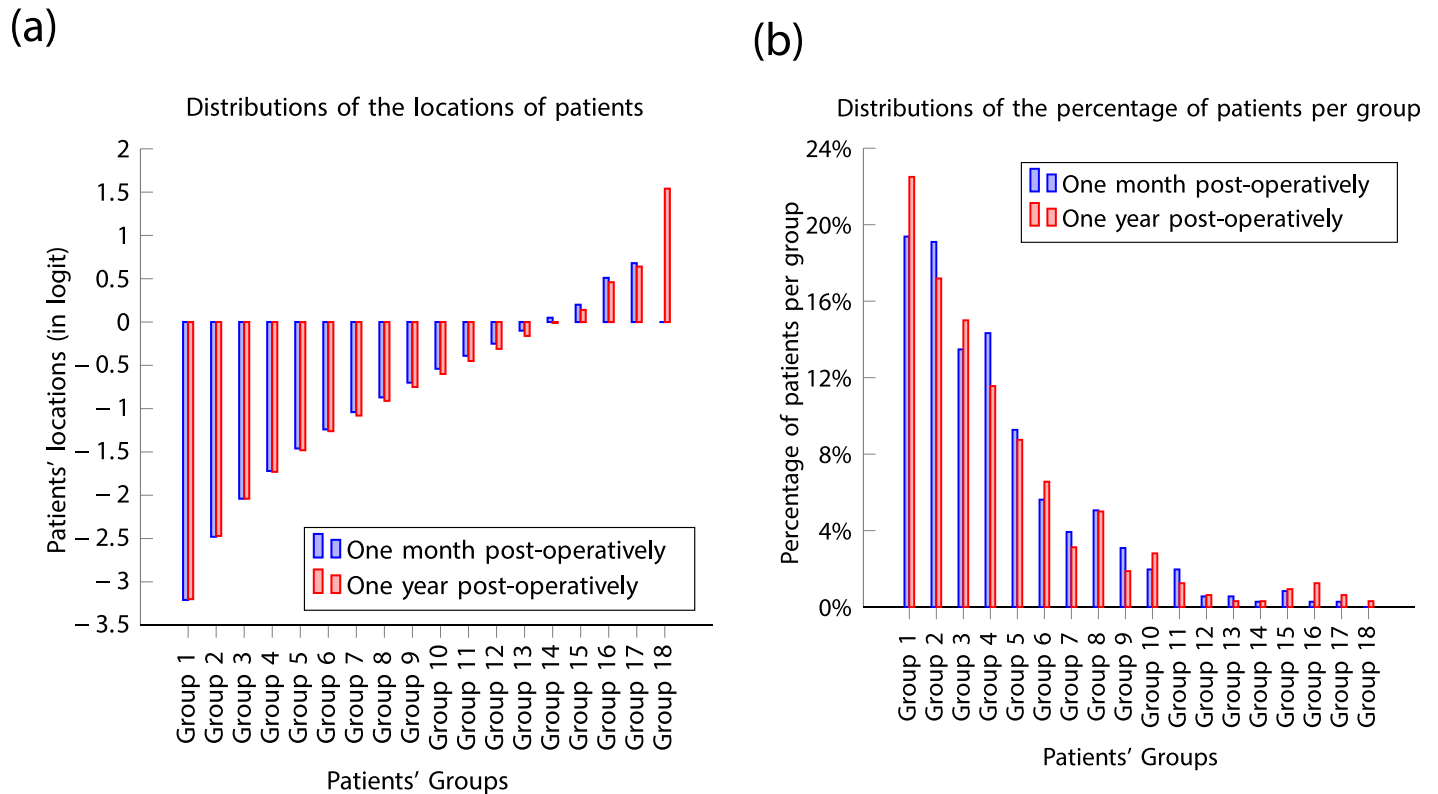 (a)
Distributions of the locations of patients
Patients' locations (in logit)
2
1.5
1
0.5
0
−0.5
−1
−1.5
−2
−2.5
−3
−3.5
One month post-operatively
One year post-operatively
Group 1
Group 2
Group 3
Group 4
Group 5
Group 6
Group 7
Group 8
Group 9
Group 10
Group 11
Group 12
Group 13
Group 14
Group 15
Group 16
Group 17
Group 18
Patients' Groups
(b)
Distributions of the percentage of patients per group
Percentage of patients per group
24%
20%
16%
12%
8%
4%
0%
One month post-operatively
One year post-operatively
Group 1
Group 2
Group 3
Group 4
Group 5
Group 6
Group 7
Group 8
Group 9
Group 10
Group 11
Group 12
Group 13
Group 14
Group 15
Group 16
Group 17
Group 18
Patients' Groups